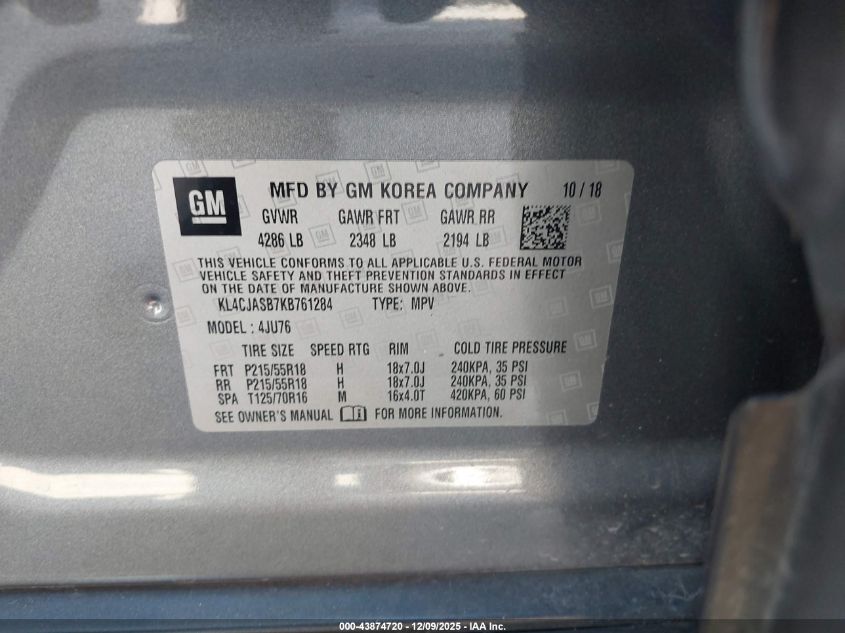 GM MFD BY GM KOREA COMPANY 10 / 18
GVWR GAWR FRT GAWR RR
4286 LB 2348 LB 2194 LB
THIS VEHICLE CONFORMS TO ALL APPLICABLE U.S. FEDERAL MOTOR
VEHICLE SAFETY AND THEFT PREVENTION STANDARDS IN EFFECT
ON THE DATE OF MANUFACTURE SHOWN ABOVE.
KL4CJASB7KB761284 TYPE: MPV
MODEL : 4JU76
TIRE SIZE SPEED RTG RIM COLD TIRE PRESSURE
FRT P215/55R18 H 18x7.0J 240KPA, 35 PSI
RR P215/55R18 H 18x7.0J 240KPA, 35 PSI
SPA T125/70R16 M 16x4.0T 420KPA, 60 PSI
SEE OWNER'S MANUAL FOR MORE INFORMATION.
000-43874720 - 12/09/2025 - IAA Inc.